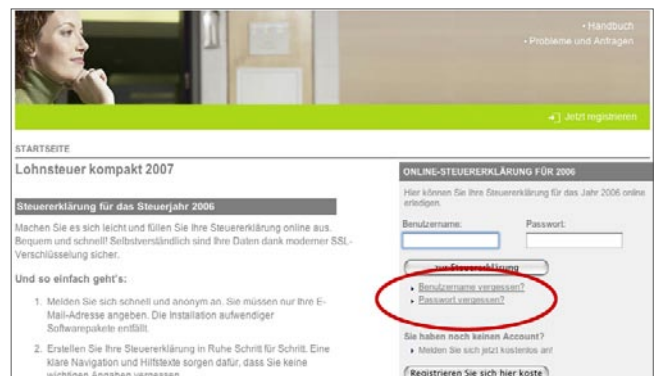 • Handbuch
• Probleme und Anfragen
Jetzt registrieren
STARTSEITE
Lohnsteuer kompakt 2007
Steuererklärung für das Steuerjahr 2006
Machen Sie es sich leicht und füllen Sie Ihre Steuererklärung online aus.
Bequem und schnell! Selbstverständlich sind Ihre Daten dank moderner SSL-
Verschlüsselung sicher.
Und so einfach geht's:
1. Melden Sie sich schnell und anonym an. Sie müssen nur Ihre E-
Mail-Adresse angeben. Die Installation aufwendiger
Softwarepakete entfällt.
2. Erstellen Sie Ihre Steuererklärung in Ruhe Schritt für Schritt. Eine
klare Navigation und Hilfstexte sorgen dafür, dass Sie keine
wichtigen Angaben vergessen.
ONLINE-STEUERERKLÄRUNG FÜR 2006
Hier können Sie Ihre Steuererklärung für das Jahr 2006 online
erledigen.
Benutzername: Passwort:
zur Steuererklärung
Benutzername vergessen?
Passwort vergessen?
Sie haben noch keinen Account?
Melden Sie sich jetzt kostenlos an!
Registrieren Sie sich hier koste